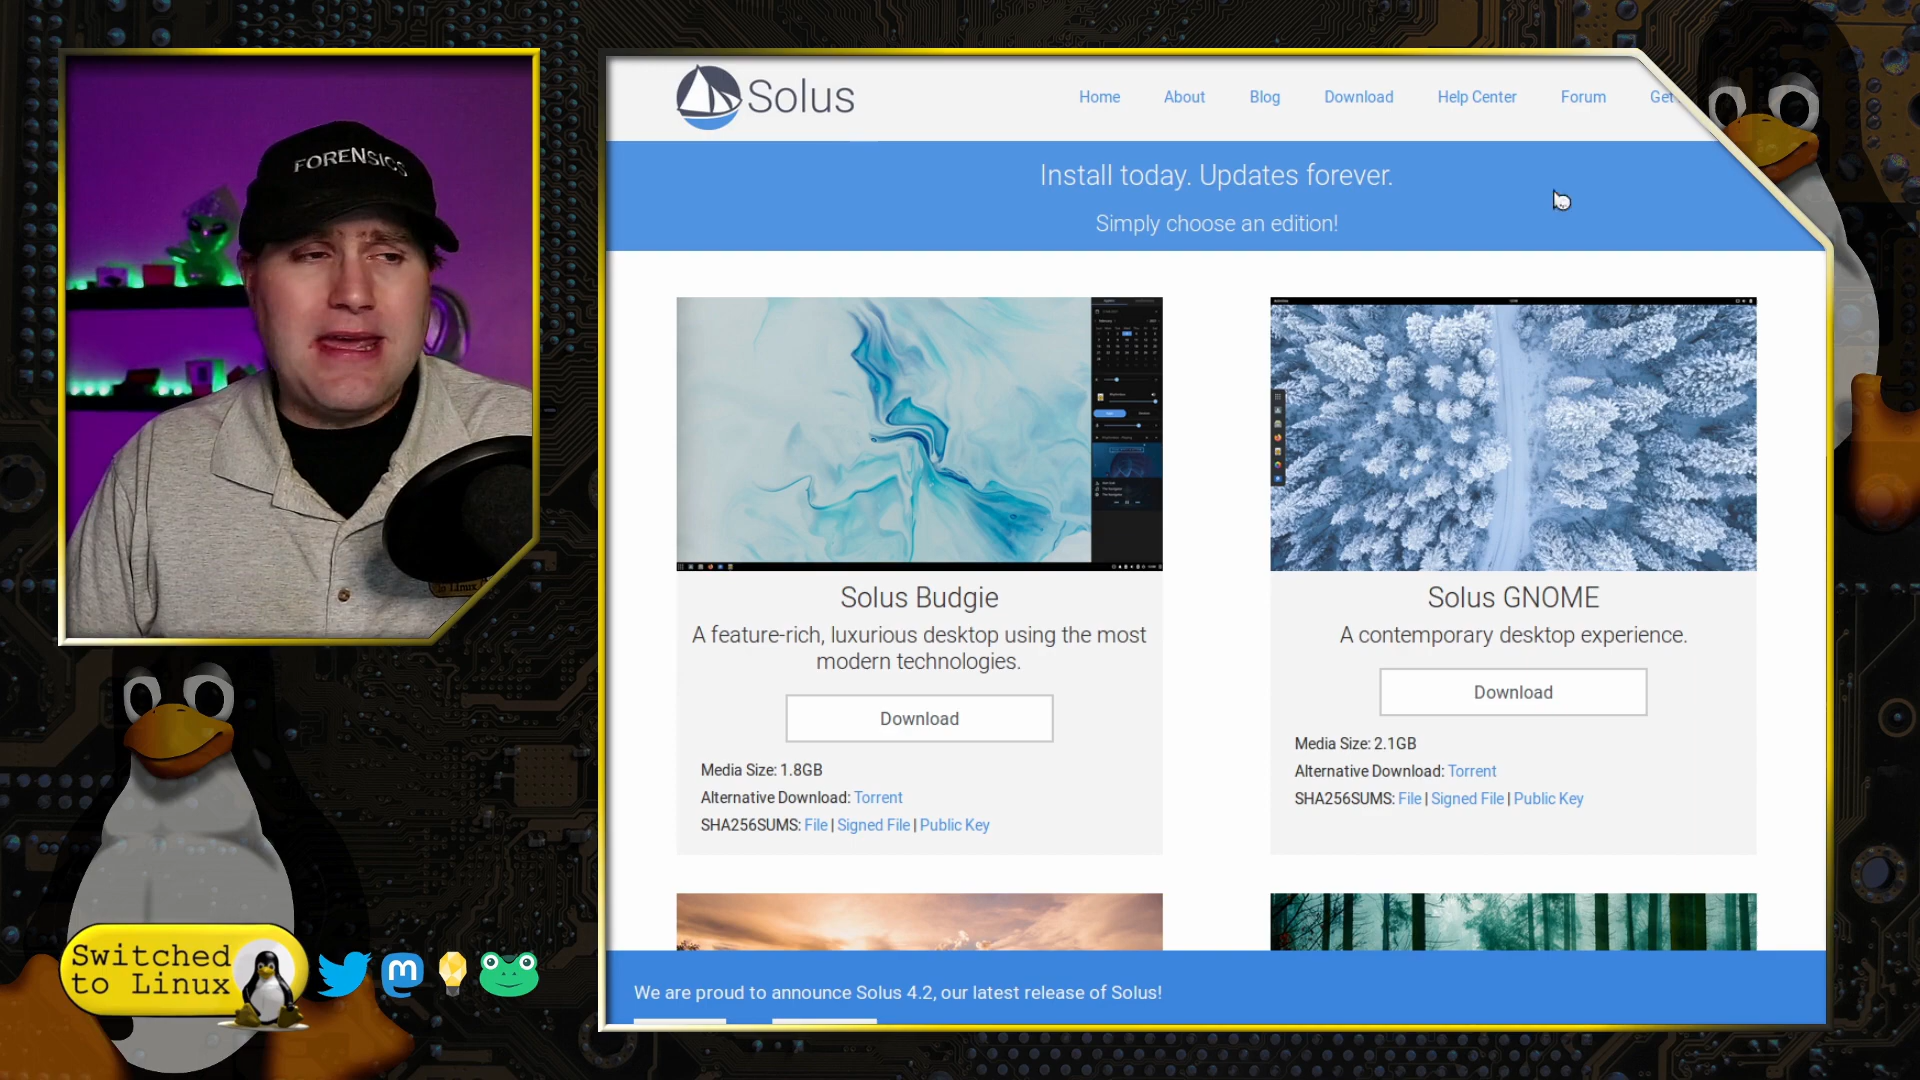 FORENSICS
Solus
Home
About
Blog
Download
Help Center
Forum
Get
Install today. Updates forever.
Simply choose an edition!
Solus Budgie
A feature-rich, luxurious desktop using the most
modern technologies.
Download
Media Size: 1.8GB
Alternative Download: Torrent
SHA256SUMS: File | Signed File | Public Key
Solus GNOME
A contemporary desktop experience.
Download
Media Size: 2.1GB
Alternative Download: Torrent
SHA256SUMS: File | Signed File | Public Key
We are proud to announce Solus 4.2, our latest release of Solus!
Switched
to Linux
m